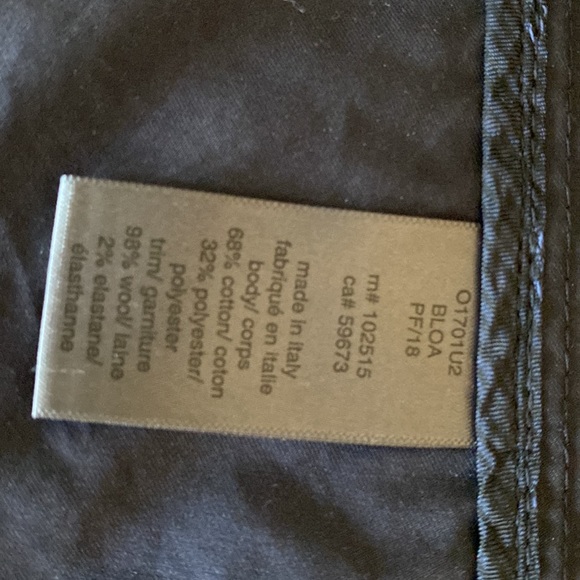 O1701U2
BLOA
PF/18
m# 102515
ca# 59673
made in italy
fabriqué en italie
body/ corps
68% cotton/ coton
32% polyester/
polyester
trim/ garniture
98% wool/ laine
2% elastane/
élasthanne